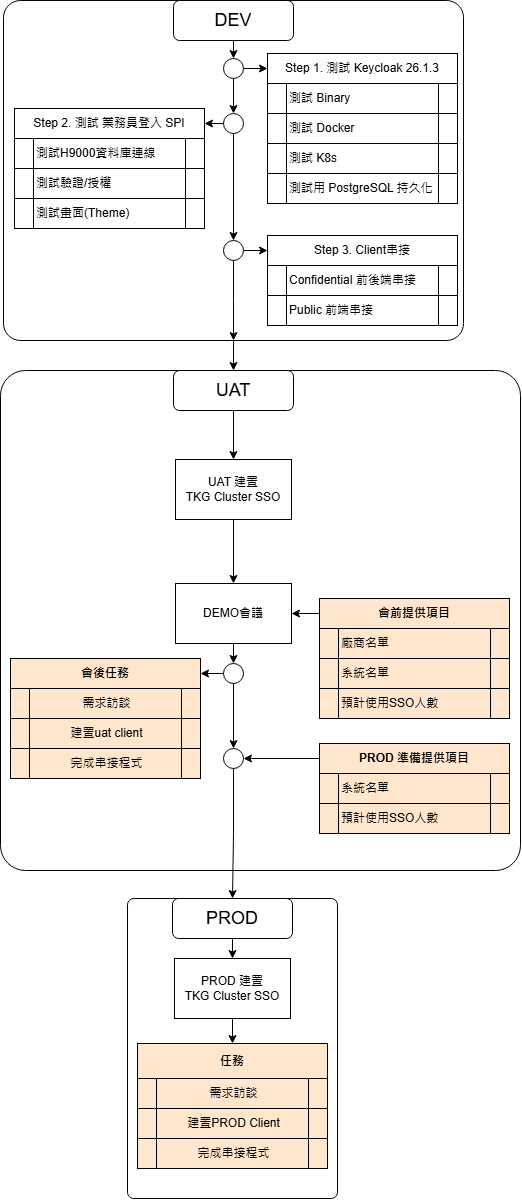 DEV
Step 1. 測試 Keycloak 26.1.3
測試 Binary
測試 Docker
測試 K8s
測試用 PostgreSQL 持久化
Step 2. 測試 業務員登入 SPI
測試H9000資料庫連線
測試驗證/授權
測試畫面(Theme)
Step 3. Client串接
Confidential 前後端串接
Public 前端串接
UAT
UAT 建置
TKG Cluster SSO
DEMO會議
會前提供項目
廠商名單
系統名單
預計使用SSO人數
會後任務
需求訪談
建置uat client
完成串接程式
PROD 準備提供項目
系統名單
預計使用SSO人數
PROD
PROD 建置
TKG Cluster SSO
任務
需求訪談
建置PROD Client
完成串接程式